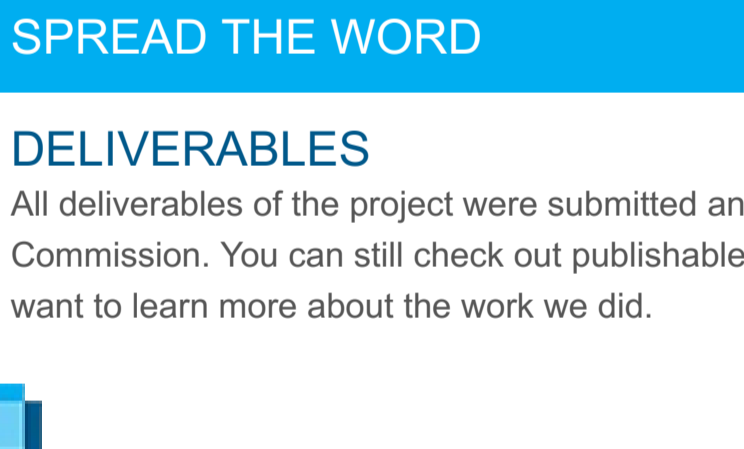 SPREAD THE WORD
DELIVERABLES
All deliverables of the project were submitted an
Commission. You can still check out publishable
want to learn more about the work we did.